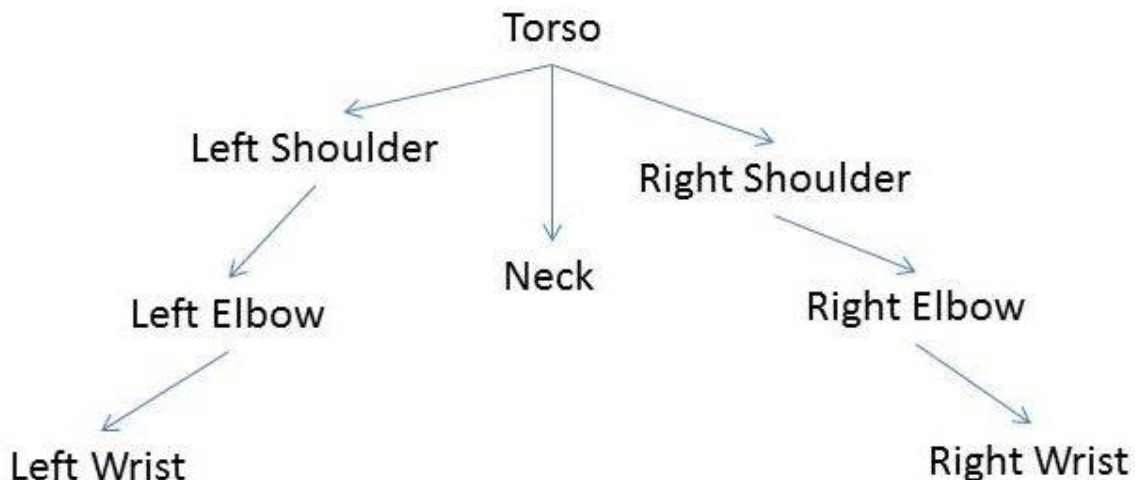 Torso
Left Shoulder
Right Shoulder
Neck
Left Elbow
Right Elbow
Left Wrist
Right Wrist